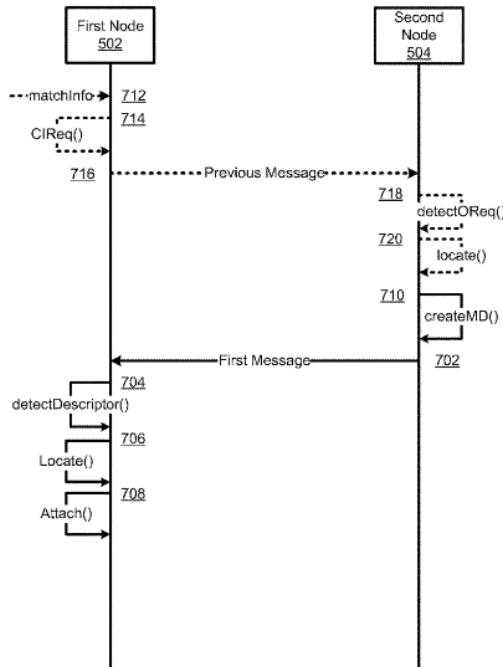 First Node
502
Second
Node
504
matchInfo
712
714
CIReq()
716
Previous Message
718
detectOReq()
720
locate()
710
createMD()
First Message
702
704
detectDescriptor()
706
Locate()
708
Attach()